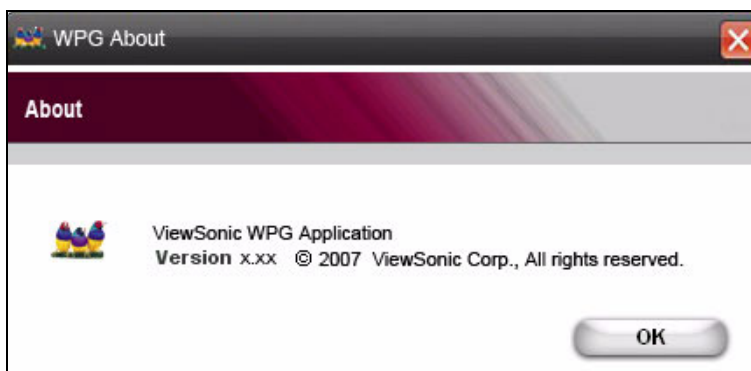 WPG About
About
ViewSonic WPG Application
Version x.xx © 2007 ViewSonic Corp., All rights reserved.
OK